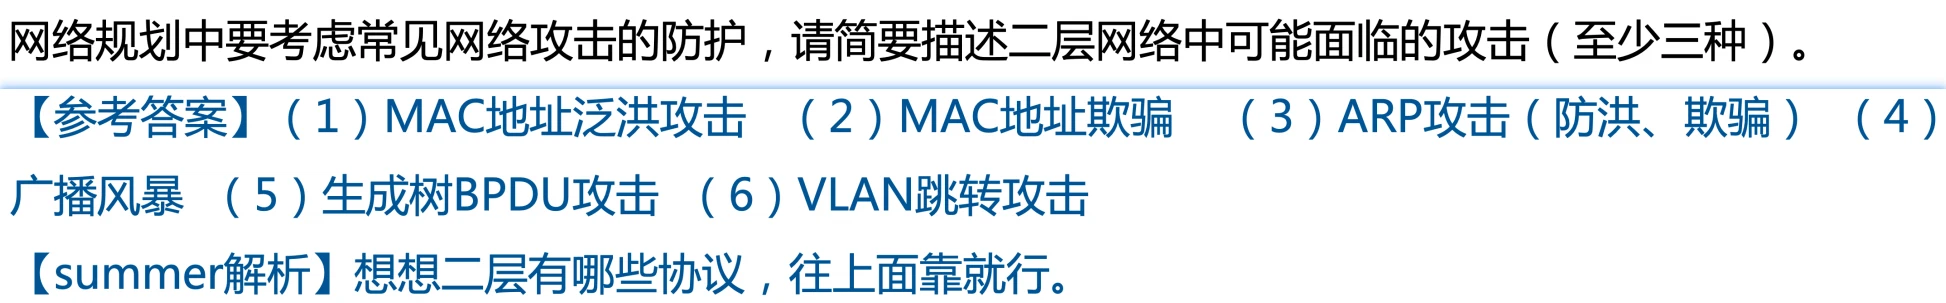 网络规划中要考虑常见网络攻击的防护，请简要描述二层网络中可能面临的攻击（至少三种）。
【参考答案】（1）MAC地址泛洪攻击 （2）MAC地址欺骗 （3）ARP攻击（防洪、欺骗） （4）
广播风暴 （5）生成树BPDU攻击 （6）VLAN跳转攻击
【summer解析】想想二层有哪些协议，往上面靠就行。